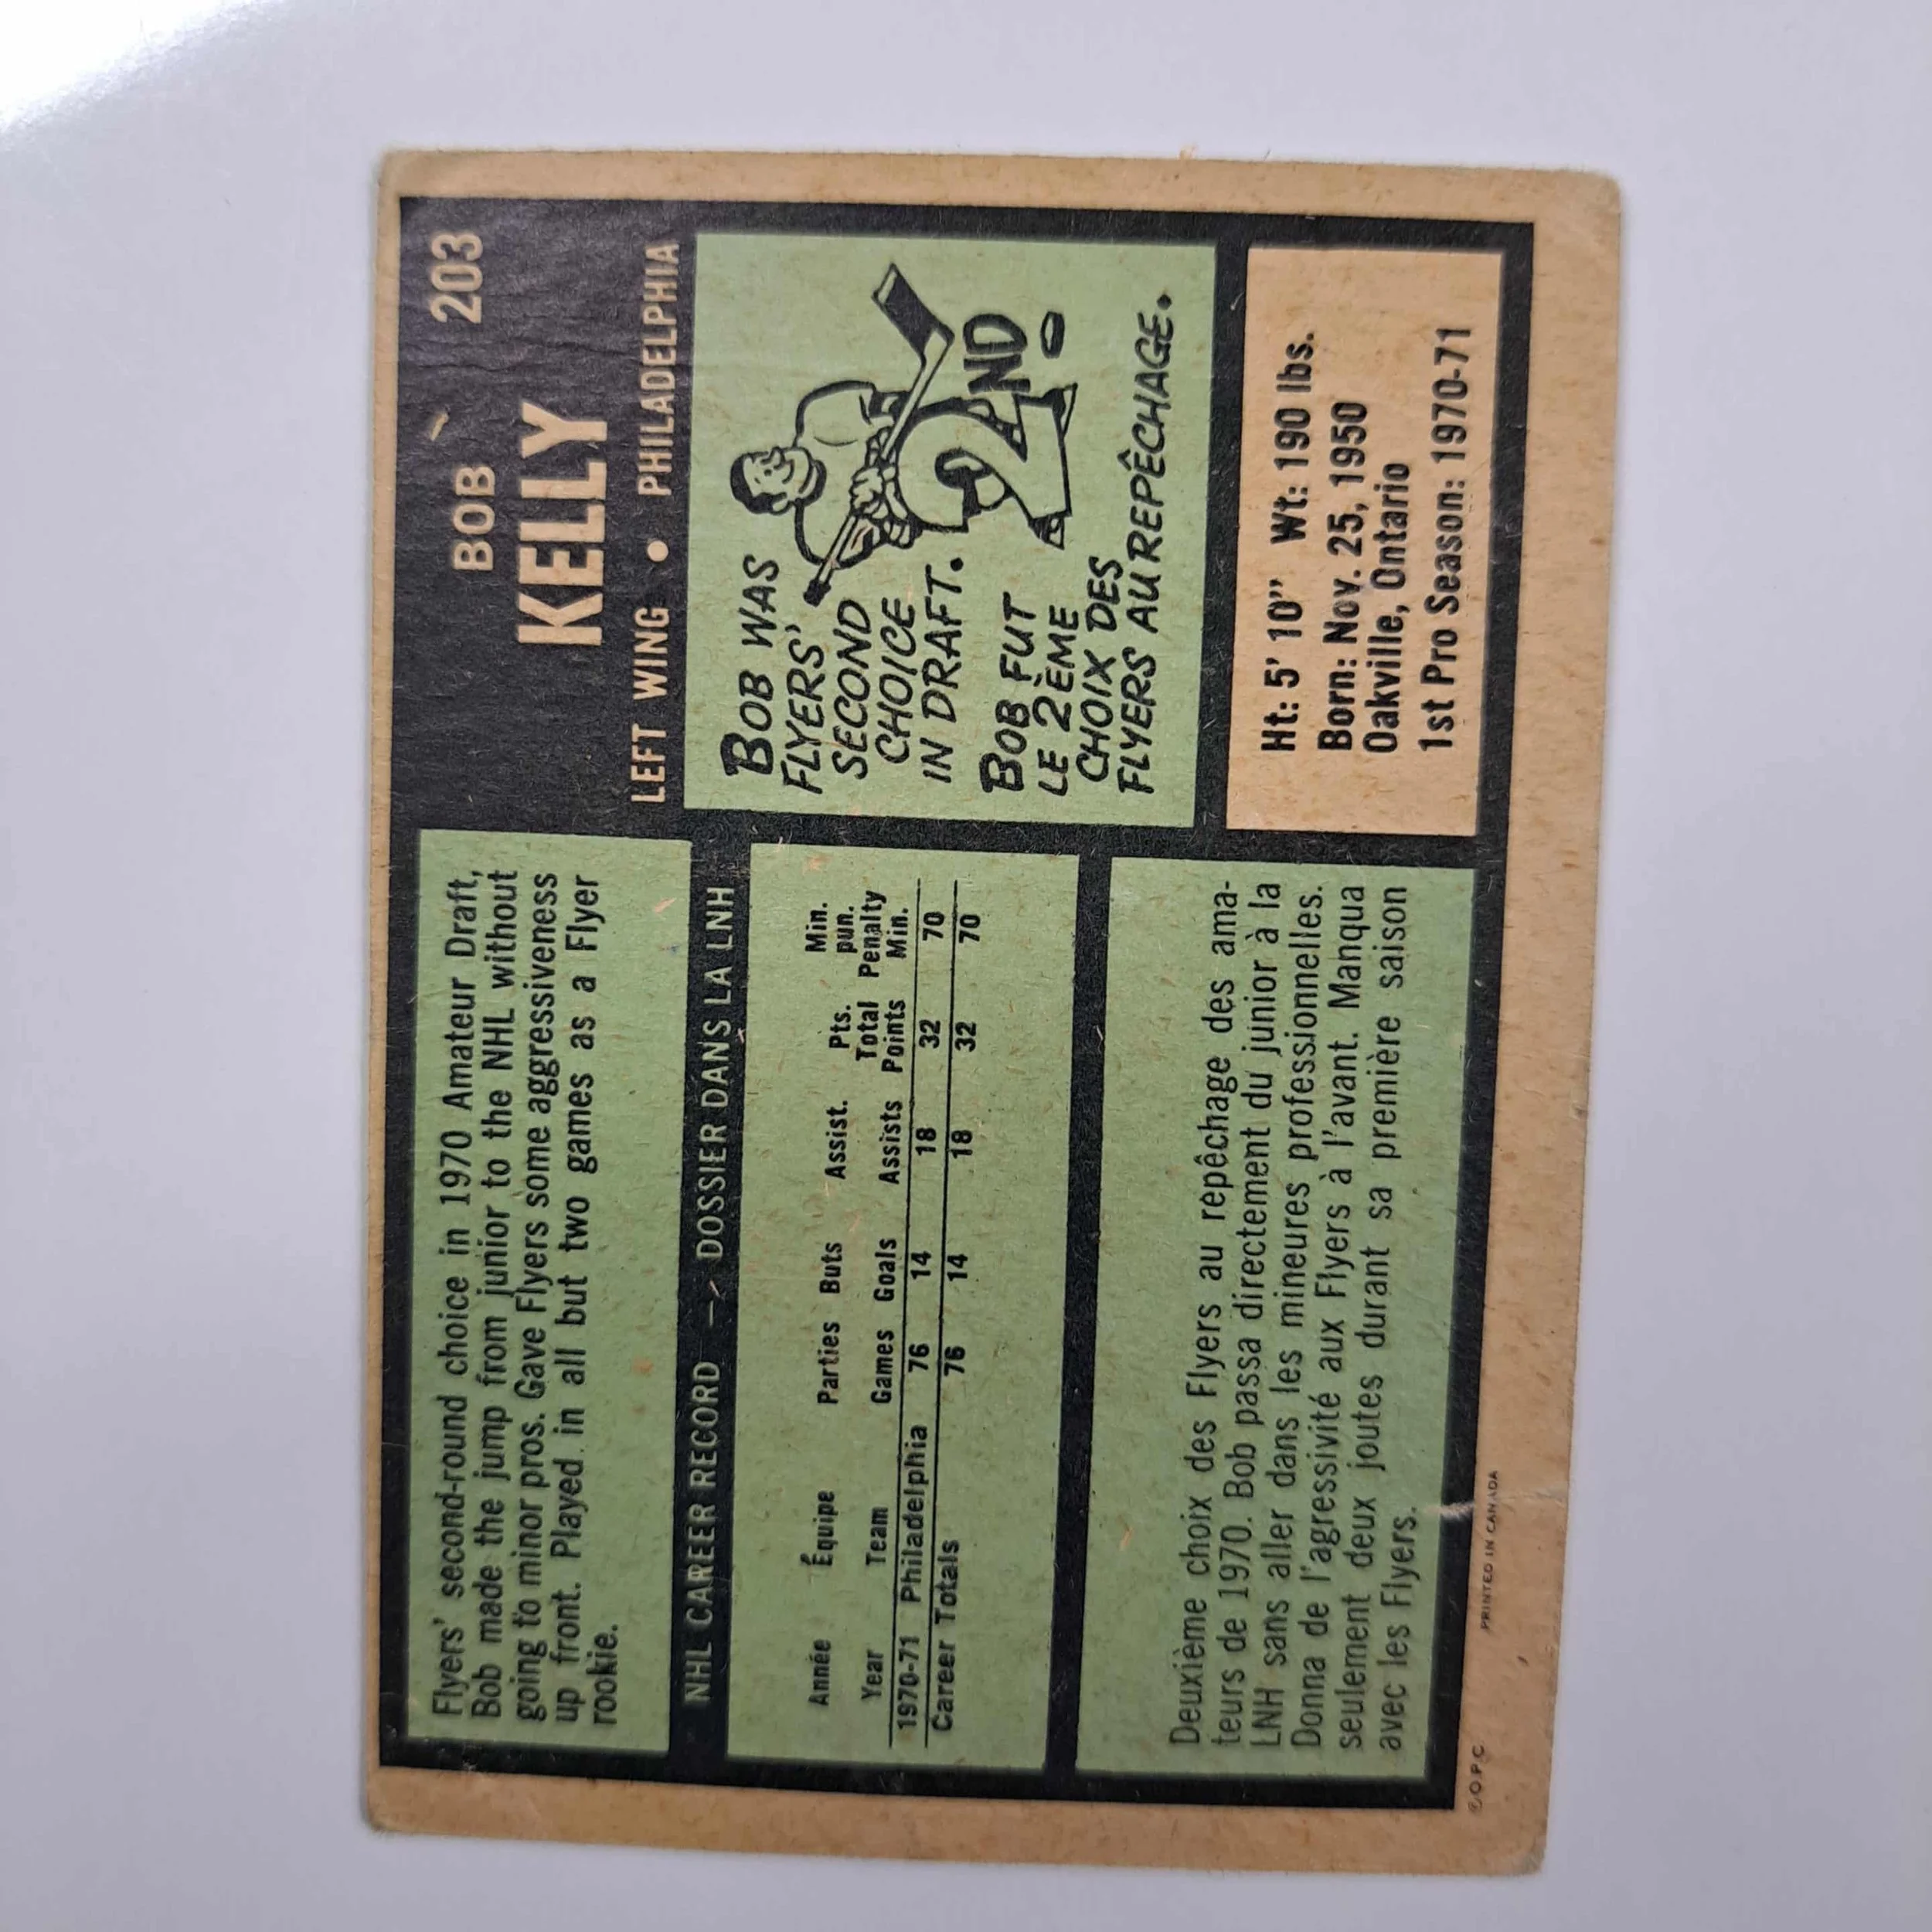 Flyers' second-round choice in 1970 Amateur Draft,
Bob made the jump from junior to the NHL without
going to minor pros. Gave Flyers some aggressiveness
up front. Played in all but two games as a Flyer
rookie.
BOB 203
KELLY
LEFT WING • PHILADELPHIA
NHL CAREER RECORD — DOSSIER DANS LA LNH
Année Équipe Parties Buts Assist. Pts. Min. pun.
Year Team Games Goals Assists Total Points Penalty Min.
1970-71 Philadelphia 76 14 18 32 70
Career Totals 76 14 18 32 70
BOB WAS
FLYERS'
SECOND
CHOICE
IN DRAFT.
2ND
BOB FUT
LE 2ÈME
CHOIX DES
FLYERS AU REPÊCHAGE.
Deuxième choix des Flyers au repêchage des ama-
teurs de 1970. Bob passa directement du junior à la
LNH sans aller dans les mineures professionnelles.
Donna de l'agressivité aux Flyers à l'avant. Manqua
seulement deux joutes durant sa première saison
avec les Flyers.
Ht: 5' 10" Wt: 190 lbs.
Born: Nov. 25, 1950
Oakville, Ontario
1st Pro Season: 1970-71
©O.P.C. PRINTED IN CANADA